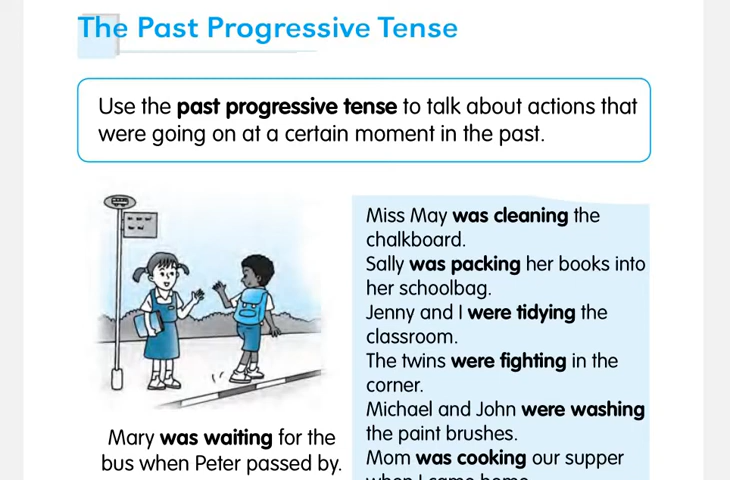 The Past Progressive Tense
Use the past progressive tense to talk about actions that
were going on at a certain moment in the past.
Mary was waiting for the
bus when Peter passed by.
Miss May was cleaning the
chalkboard.
Sally was packing her books into
her schoolbag.
Jenny and I were tidying the
classroom.
The twins were fighting in the
corner.
Michael and John were washing
the paint brushes.
Mom was cooking our supper
when I came home.